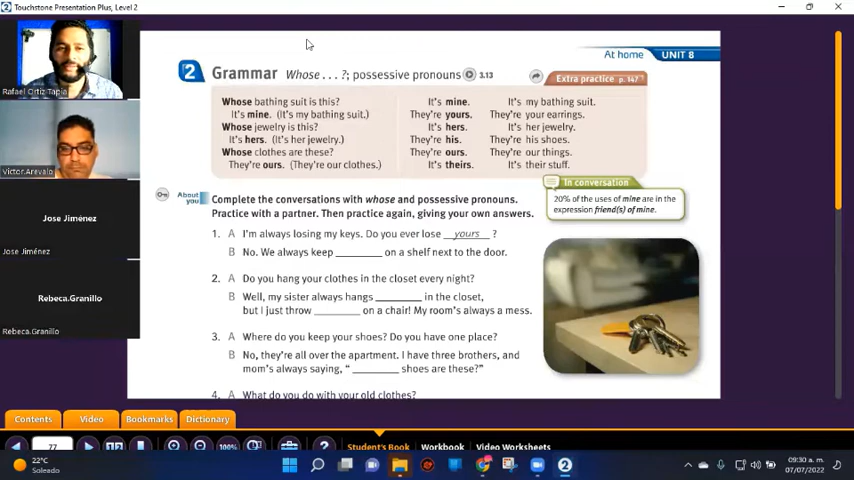 Touchstone Presentation Plus, Level 2
Rafael Ortiz Tapia
Victor.Arevalo
Jose Jiménez
Jose Jiménez
Rebeca.Granillo
Rebeca.Granillo
At home UNIT 8
2 Grammar Whose . . . ?; possessive pronouns 3.13
Extra practice p. 147
Whose bathing suit is this?
It's mine. (It's my bathing suit.)
Whose jewelry is this?
It's hers. (It's her jewelry.)
Whose clothes are these?
They're ours. (They're our clothes.)
It's mine. It's my bathing suit.
They're yours. They're your earrings.
It's hers. It's her jewelry.
They're his. They're his shoes.
They're ours. They're our things.
It's theirs. It's their stuff.
In conversation
20% of the uses of mine are in the
expression friend(s) of mine.
About
you
Complete the conversations with whose and possessive pronouns.
Practice with a partner. Then practice again, giving your own answers.
1. A I'm always losing my keys. Do you ever lose yours ?
B No. We always keep ________ on a shelf next to the door.
2. A Do you hang your clothes in the closet every night?
B Well, my sister always hangs ________ in the closet,
but I just throw ________ on a chair! My room's always a mess.
3. A Where do you keep your shoes? Do you have one place?
B No, they're all over the apartment. I have three brothers, and
mom's always saying, "________ shoes are these?"
4. A What do you do with your old clothes?
Contents Video Bookmarks Dictionary
77
100%
Student's Book Workbook Video Worksheets
22°C
Soleado
09:30 a. m.
07/07/2022